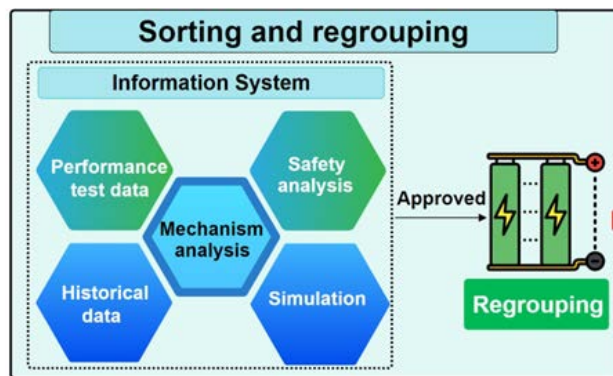 Sorting and regrouping
Information System
Performance
test data
Safety
analysis
Mechanism
analysis
Historical
data
Simulation
Approved
Regrouping